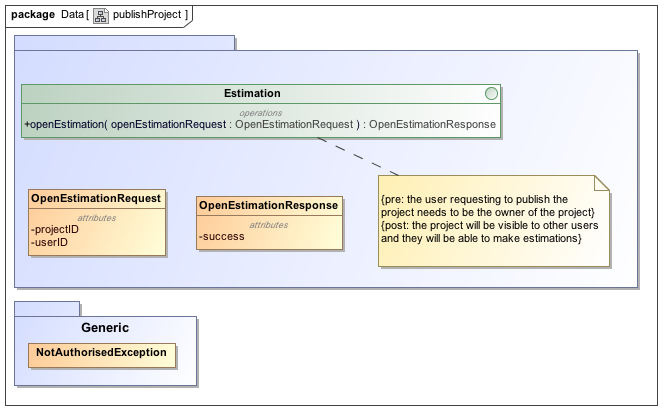 package Data [ publishProject ]
Estimation
operations
+openEstimation( openEstimationRequest : OpenEstimationRequest ) : OpenEstimationResponse
OpenEstimationRequest
attributes
-projectID
-userID
OpenEstimationResponse
attributes
-success
{pre: the user requesting to publish the
project needs to be the owner of the project}
{post: the project will be visible to other users
and they will be able to make estimations}
Generic
NotAuthorisedException